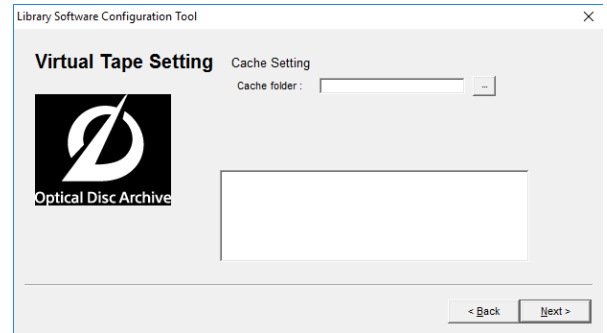 Library Software Configuration Tool
Virtual Tape Setting
Cache Setting
Cache folder :
...
Optical Disc Archive
< Back
Next >